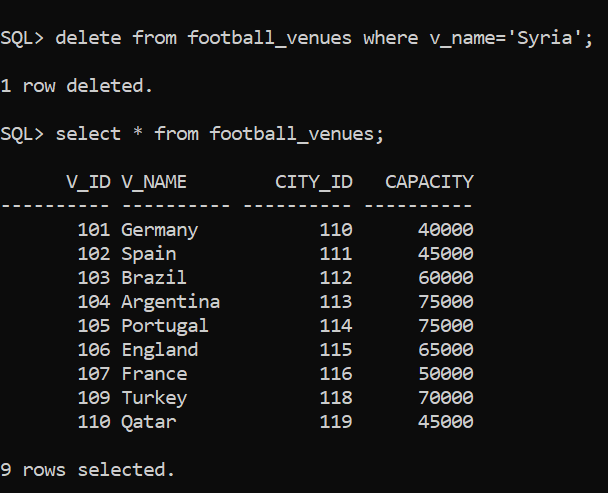 SQL> delete from football_venues where v_name='Syria';
1 row deleted.
SQL> select * from football_venues;
      V_ID V_NAME        CITY_ID   CAPACITY
---------- ---------- ---------- ----------
       101 Germany           110      40000
       102 Spain             111      45000
       103 Brazil            112      60000
       104 Argentina         113      75000
       105 Portugal          114      75000
       106 England           115      65000
       107 France            116      50000
       109 Turkey            118      70000
       110 Qatar             119      45000
9 rows selected.